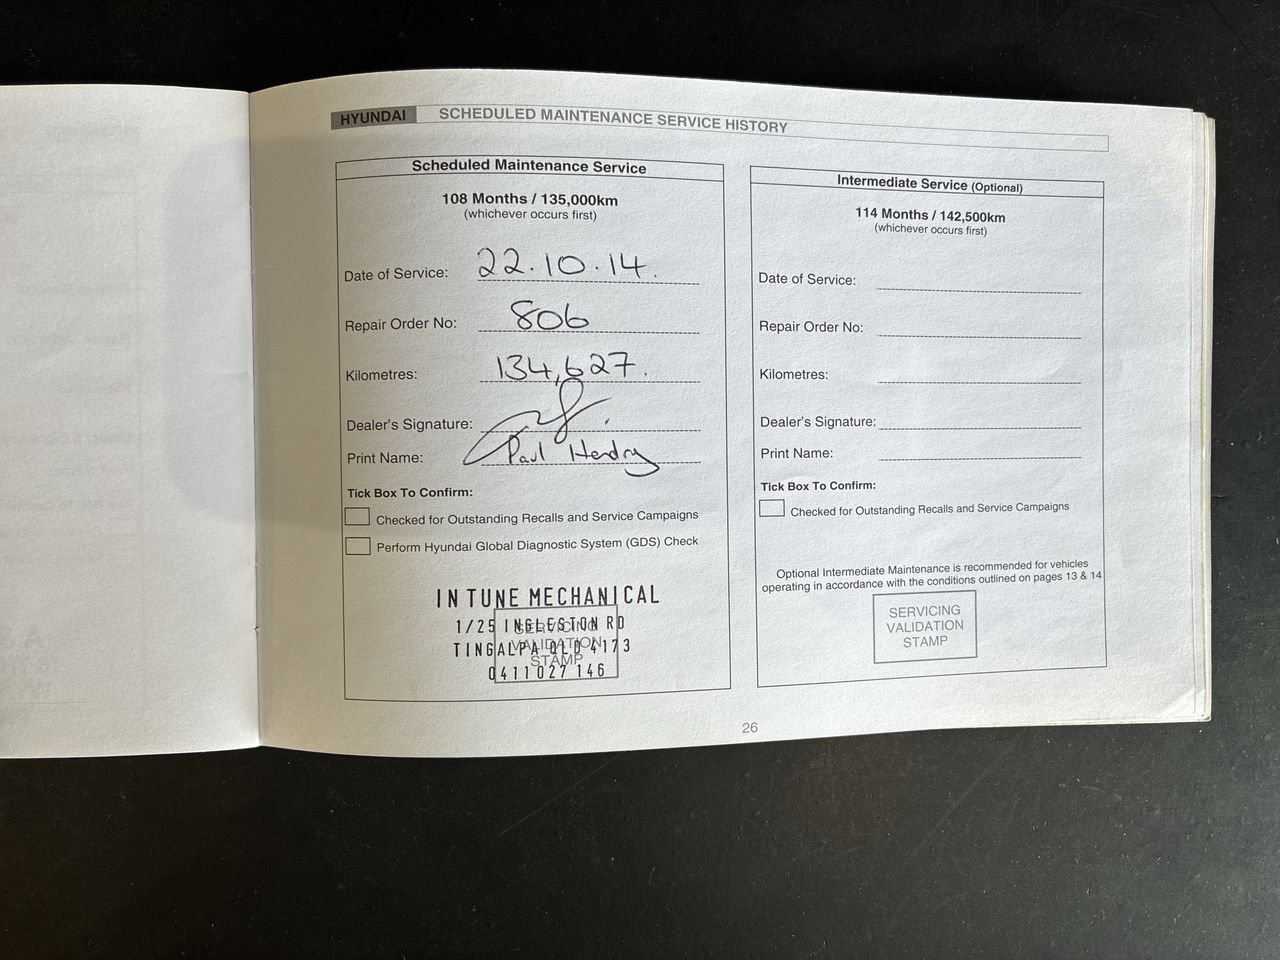 HYUNDAI SCHEDULED MAINTENANCE SERVICE HISTORY
Scheduled Maintenance Service
108 Months / 135,000km
(whichever occurs first)
Date of Service: 22.10.14.
Repair Order No: 806
Kilometres: 134,627.
Dealer's Signature:
Print Name: Paul Hendry
Tick Box To Confirm:
Checked for Outstanding Recalls and Service Campaigns
Perform Hyundai Global Diagnostic System (GDS) Check
IN TUNE MECHANICAL
1/25 INGLESTON RD
TINGALPA QLD 4173
0411 027 146
SERVICING
VALIDATION
STAMP
Intermediate Service (Optional)
114 Months / 142,500km
(whichever occurs first)
Date of Service:
Repair Order No:
Kilometres:
Dealer's Signature:
Print Name:
Tick Box To Confirm:
Checked for Outstanding Recalls and Service Campaigns
Optional Intermediate Maintenance is recommended for vehicles
operating in accordance with the conditions outlined on pages 13 & 14
SERVICING
VALIDATION
STAMP
26